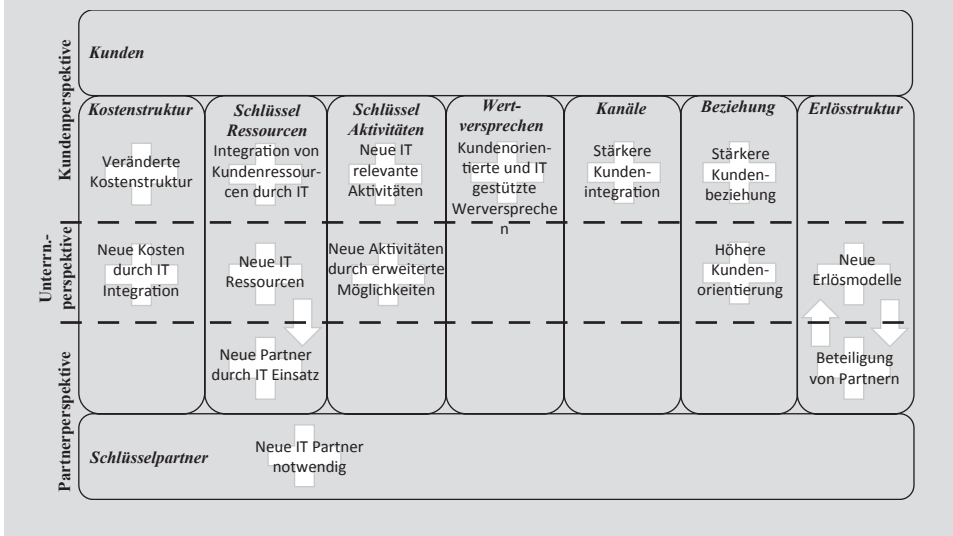 Kundenperspektive
Kunden
Kostenstruktur
Veränderte
Kostenstruktur
Schlüssel
Ressourcen
Integration von
Kundenressour-
cen durch IT
Schlüssel
Aktivitäten
Neue IT
relevante
Aktivitäten
Wert-
versprechen
Kundenorien-
tierte und IT
gestützte
Werverspreche
n
Kanäle
Stärkere
Kunden-
integration
Beziehung
Stärkere
Kunden-
beziehung
Erlösstruktur
Unterrn.-
perspektive
Neue Kosten
durch IT
Integration
Neue IT
Ressourcen
Neue Aktivitäten
durch erweiterte
Möglichkeiten
Höhere
Kunden-
orientierung
Neue
Erlösmodelle
Partnerperspektive
Neue Partner
durch IT Einsatz
Beteiligung
von Partnern
Schlüsselpartner
Neue IT Partner
notwendig